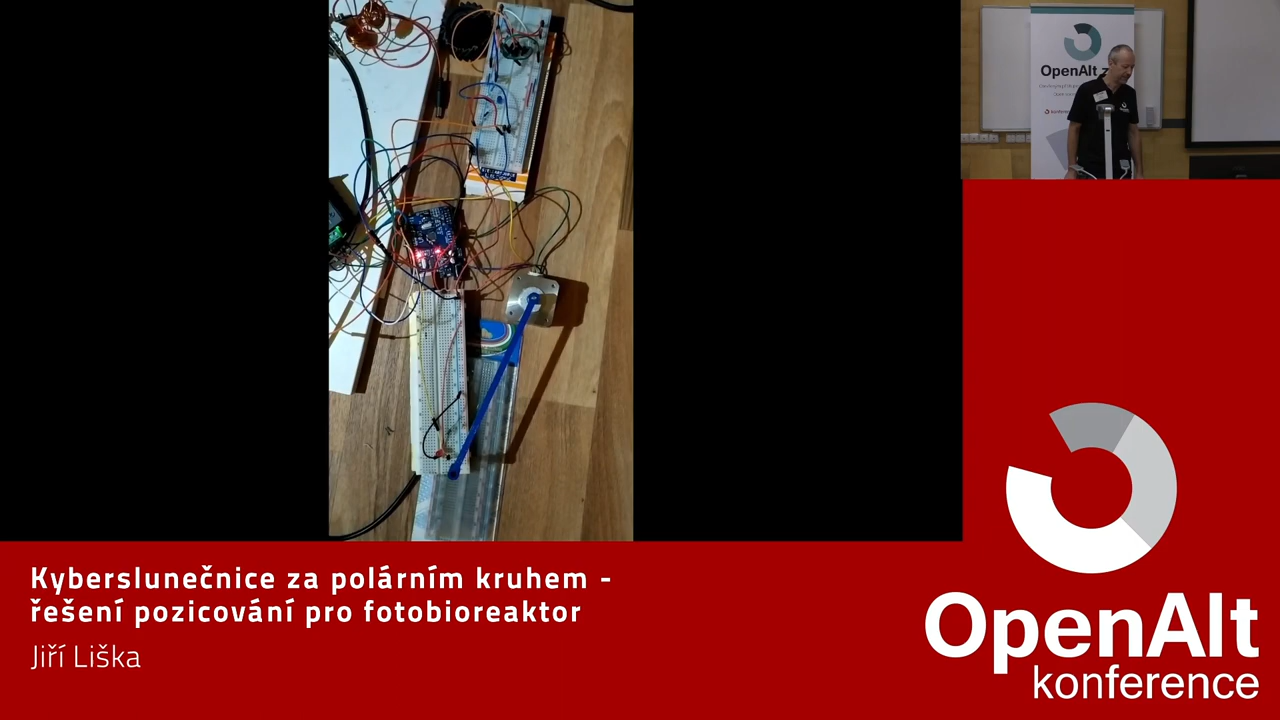 OpenAlt
Kyberslunečnice za polárním kruhem -
řešení pozicování pro fotobioreaktor
Jiří Liška
OpenAlt
konference